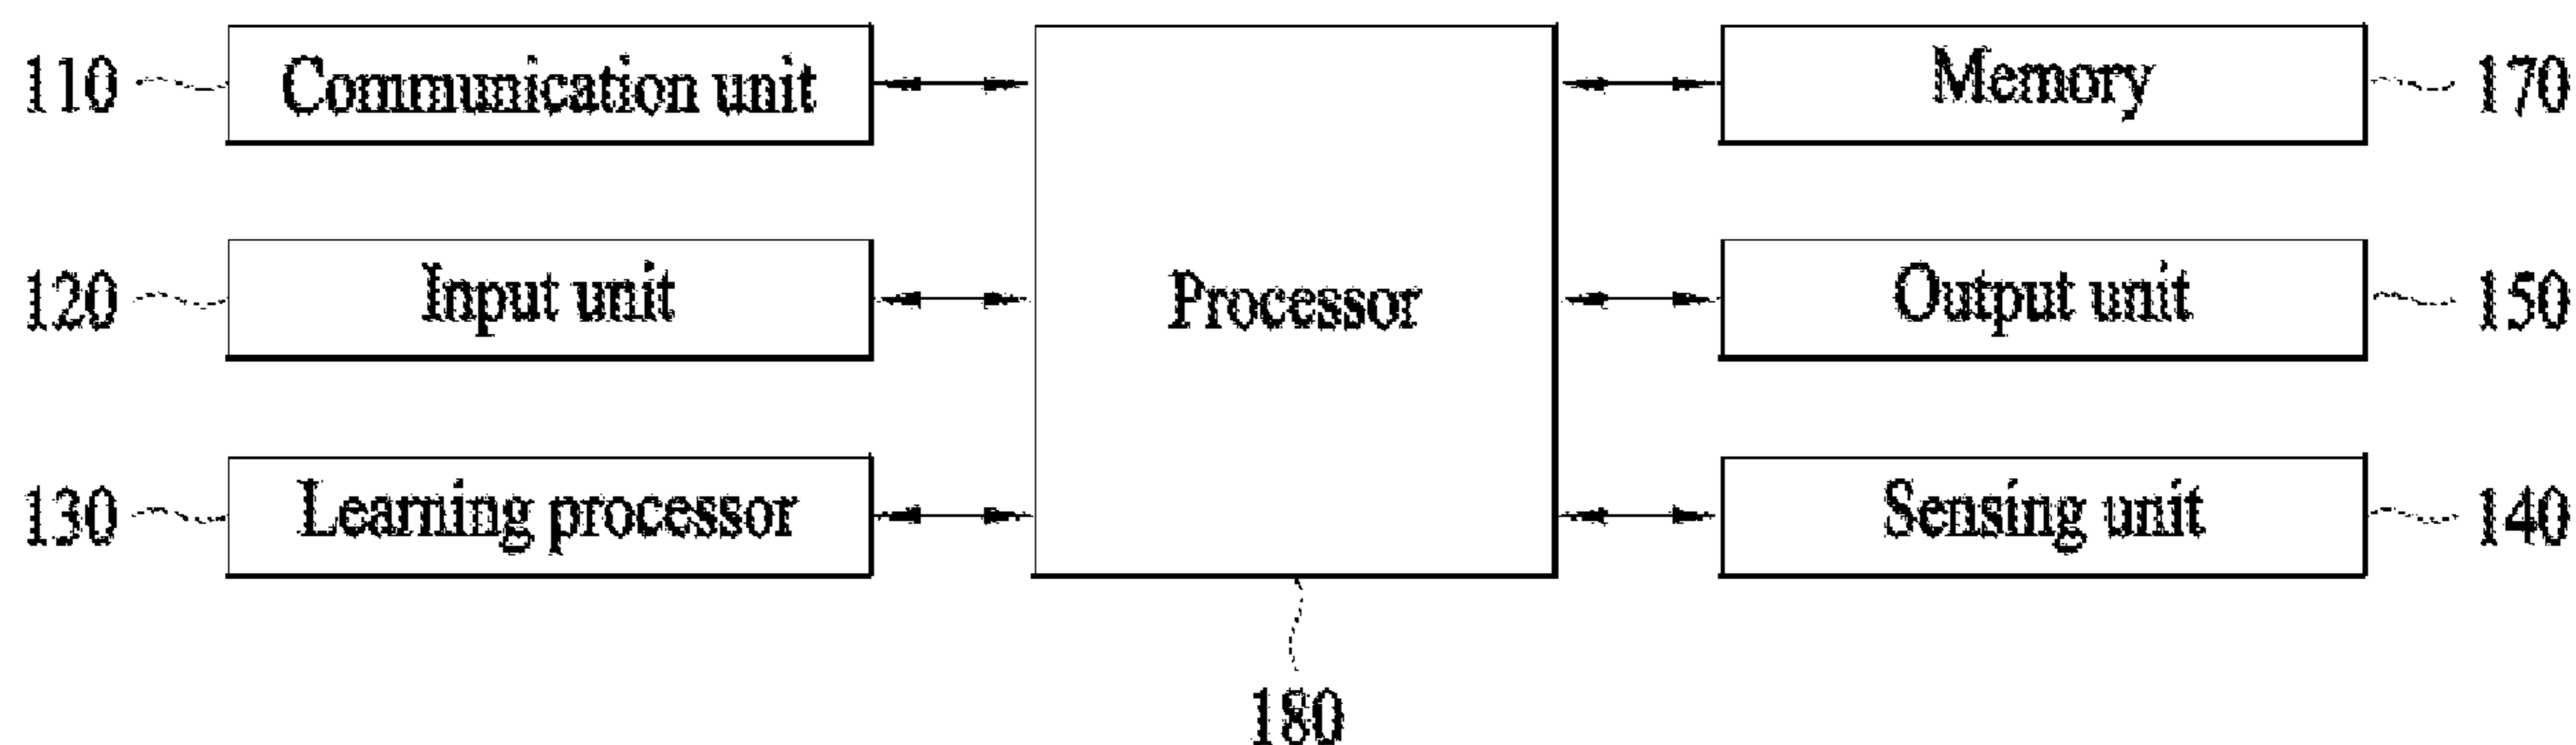 110 Communication unit
Memory 170
120 Input unit
Processor
Output unit 150
130 Learning processor
Sensing unit 140
180